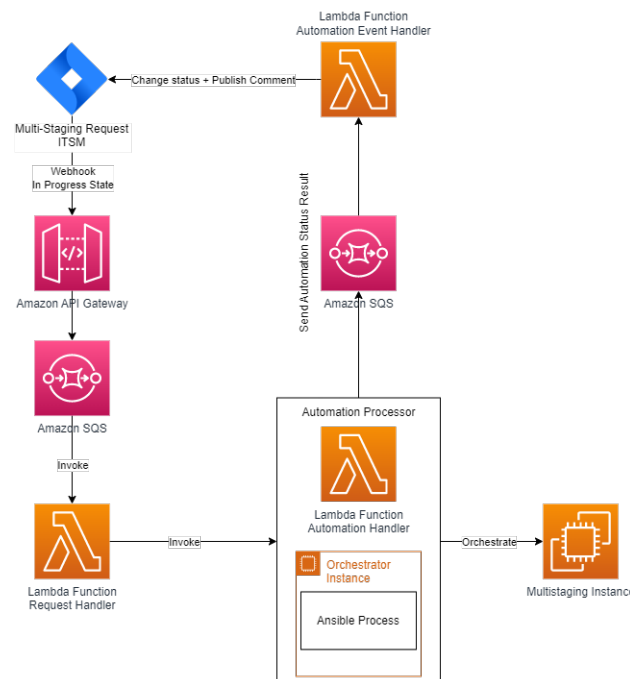 Lambda Function
Automation Event Handler
Change status + Publish Comment
Multi-Staging Request
ITSM
Webhook
In Progress State
</>
Amazon API Gateway
Send Automation Status Result
Amazon SQS
Amazon SQS
Invoke
Automation Processor
Lambda Function
Automation Handler
Lambda Function
Request Handler
Invoke
Orchestrate
Multistaging Instance
Orchestrator
Instance
Ansible Process